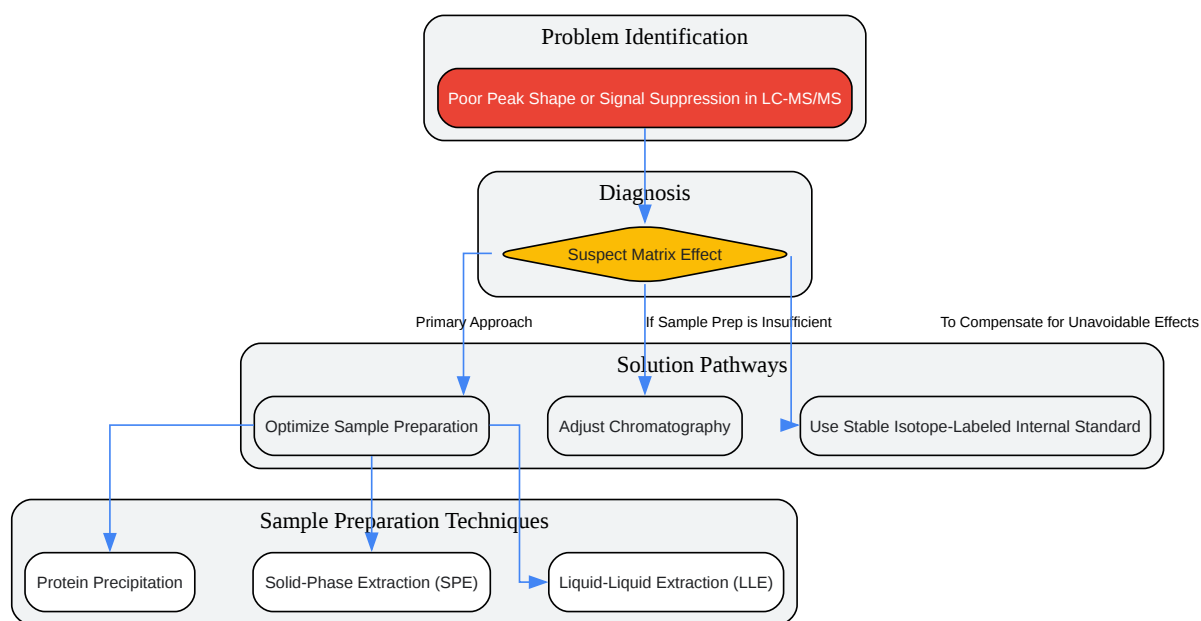 Problem Identification
Poor Peak Shape or Signal Suppression in LC-MS/MS
Diagnosis
Suspect Matrix Effect
Primary Approach
If Sample Prep is Insufficient
To Compensate for Unavoidable Effects
Solution Pathways
Optimize Sample Preparation
Adjust Chromatography
Use Stable Isotope-Labeled Internal Standard
Sample Preparation Techniques
Protein Precipitation
Solid-Phase Extraction (SPE)
Liquid-Liquid Extraction (LLE)